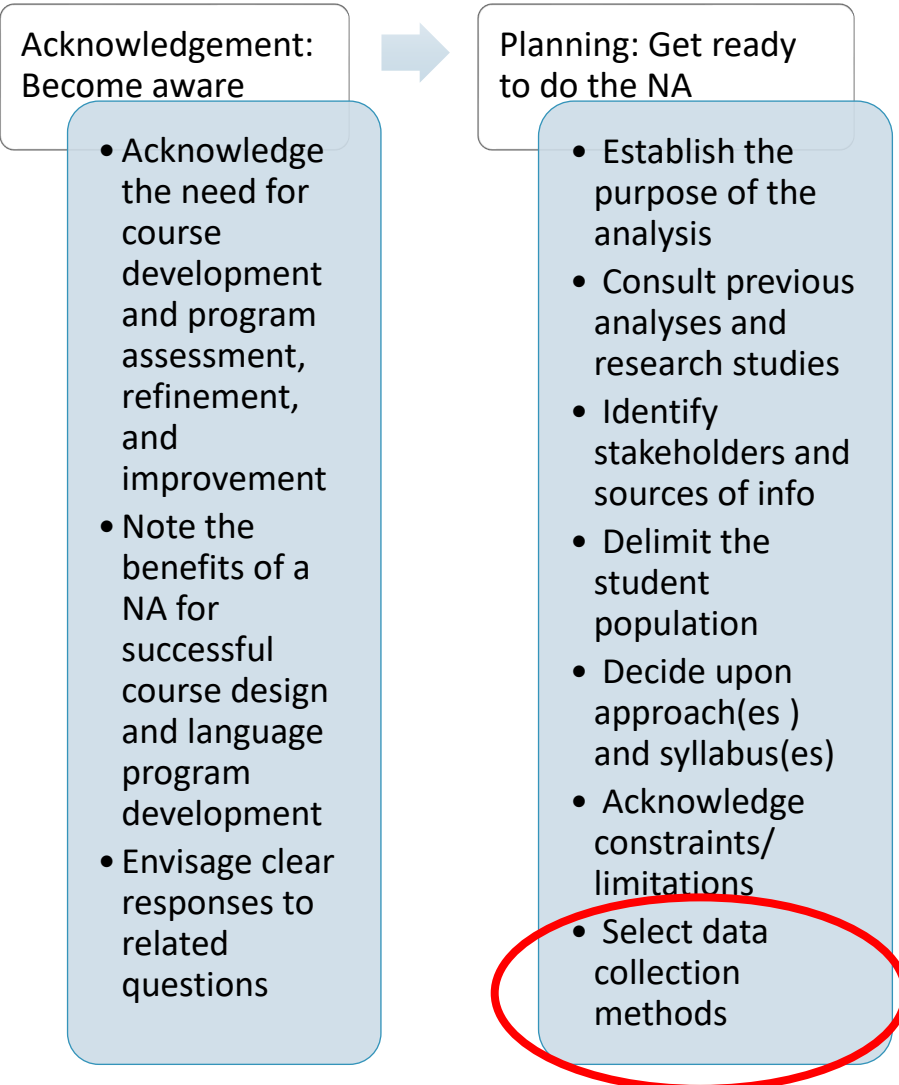 Acknowledgement:
Become aware
• Acknowledge
the need for
course
development
and program
assessment,
refinement,
and
improvement
• Note the
benefits of a
NA for
successful
course design
and language
program
development
• Envisage clear
responses to
related
questions
Planning: Get ready
to do the NA
• Establish the
purpose of the
analysis
• Consult previous
analyses and
research studies
• Identify
stakeholders and
sources of info
• Delimit the
student
population
• Decide upon
approach(es )
and syllabus(es)
• Acknowledge
constraints/
limitations
• Select data
collection
methods